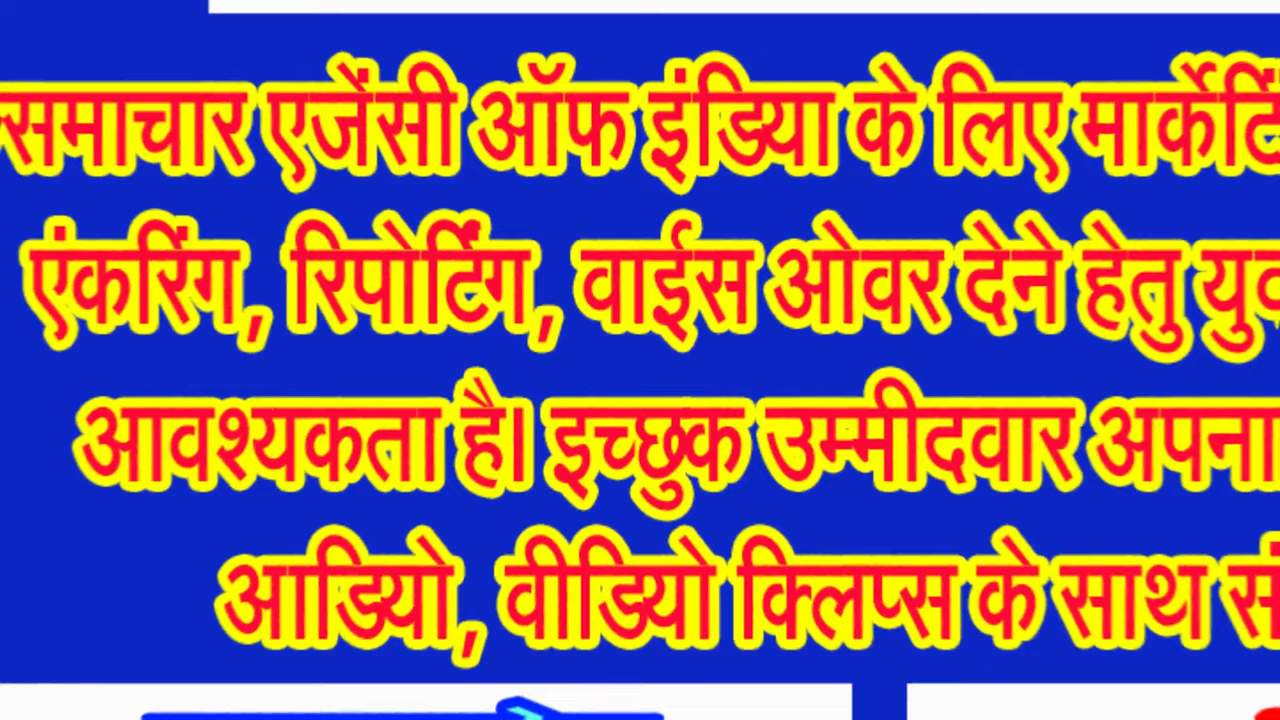 समाचार एजेंसी ऑफ इंडिया के लिए
एंकरिंग, रिपोर्टिंग, वाईस ओवर देने हेतु
आवश्यकता है। इच्छुक उम्मीदवार अपना
आडियो, वीडियो क्लिप्स के साथ